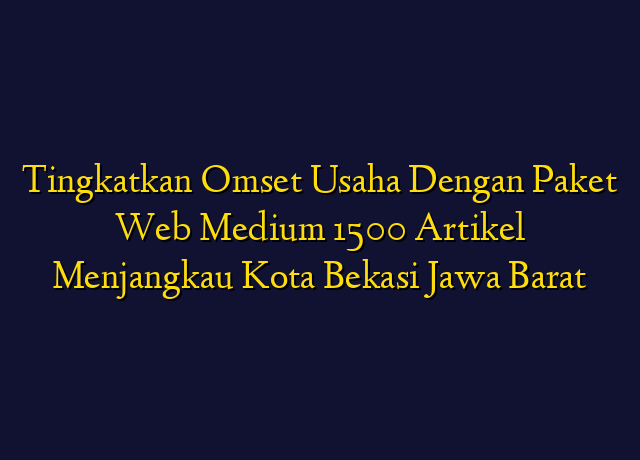 Tingkatkan Omset Usaha Dengan Paket
Web Medium 1500 Artikel
Menjangkau Kota Bekasi Jawa Barat